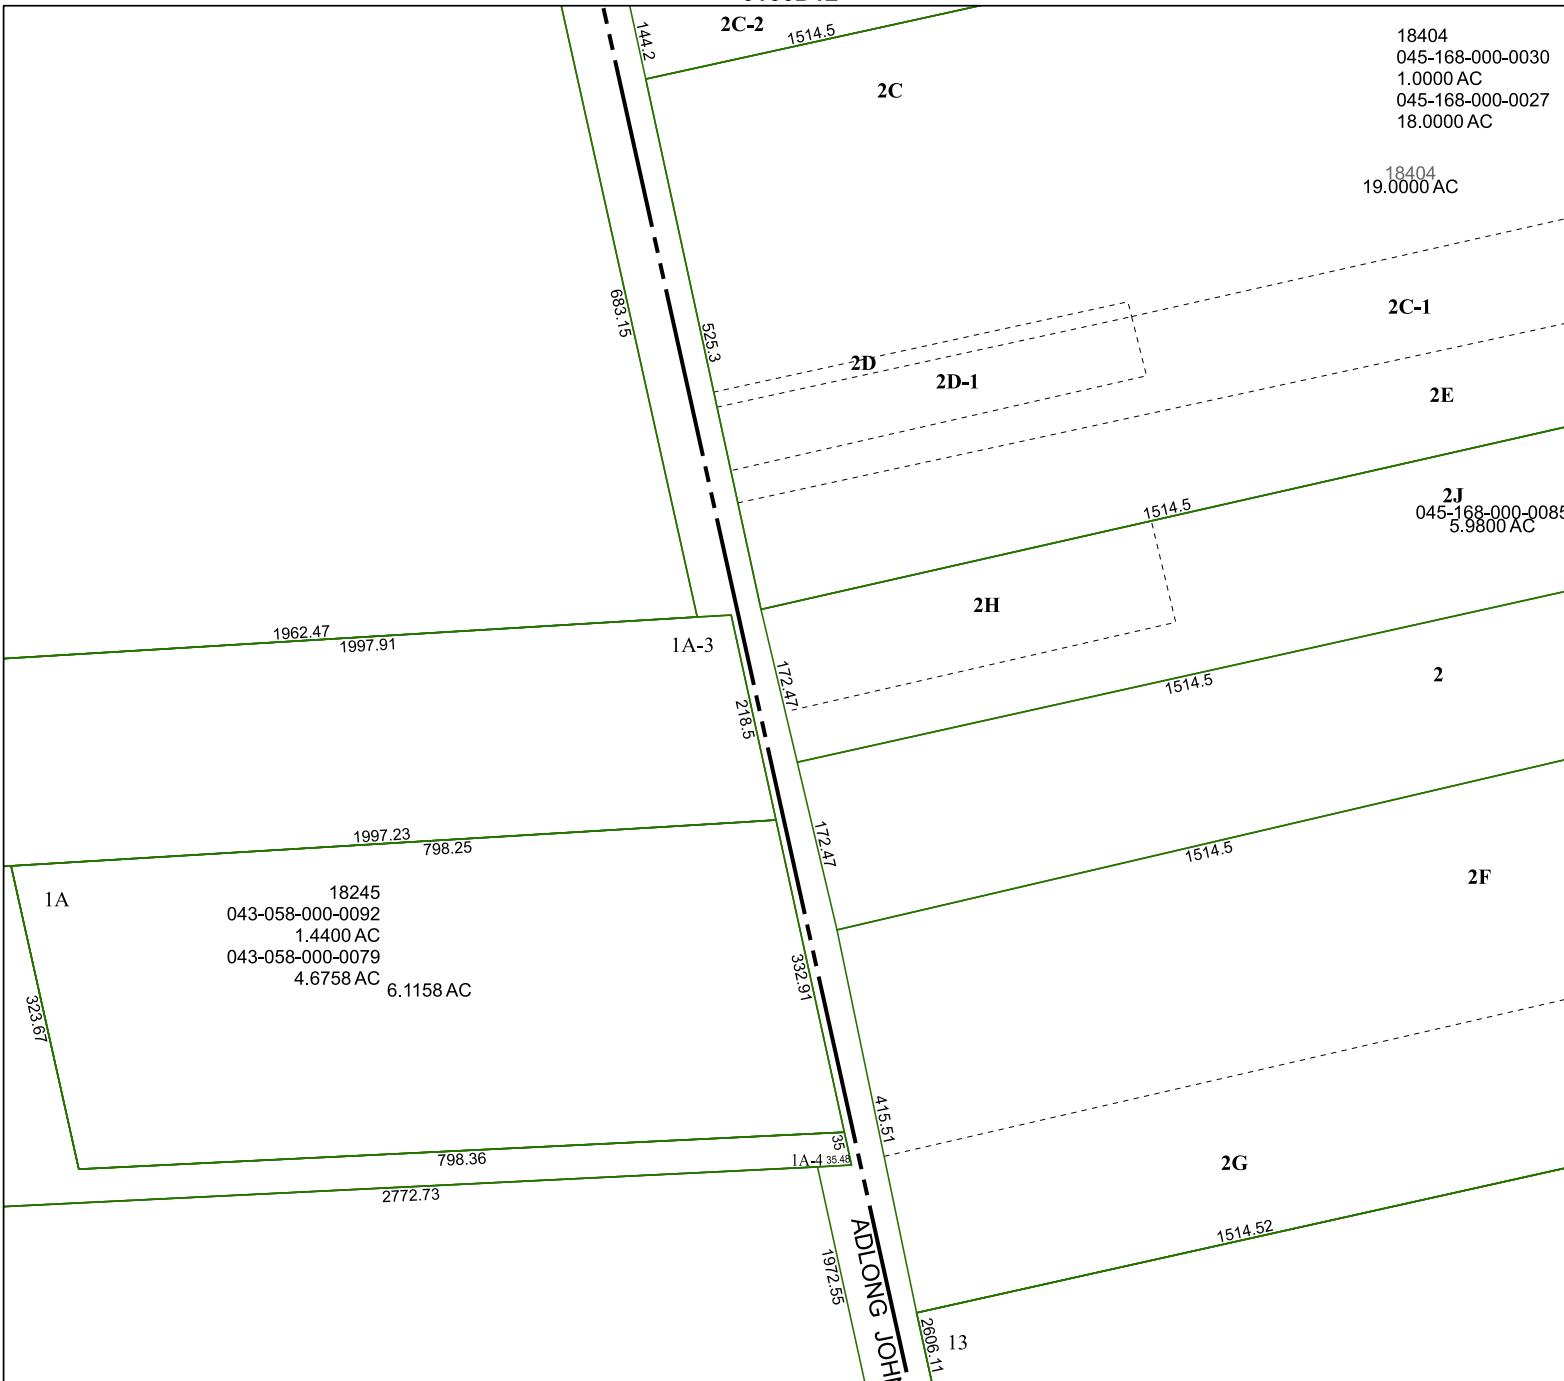 2C-2
1514.5
144.2
2C
18404
045-168-000-0030
1.0000 AC
045-168-000-0027
18.0000 AC
18404
19.0000 AC
683.15
525.3
2C-1
2D
2D-1
2E
1514.5
2J
045-168-000-0085
5.9800 AC
2H
1962.47
1997.91
1A-3
172.47
218.5
1514.5
2
1997.23
798.25
172.47
1514.5
2F
1A
18245
043-058-000-0092
1.4400 AC
043-058-000-0079
4.6758 AC
6.1158 AC
332.91
323.67
415.51
35
1A-4
35.48
798.36
2772.73
2G
1514.52
1972.55
ADLONG JOH
2606.11
13